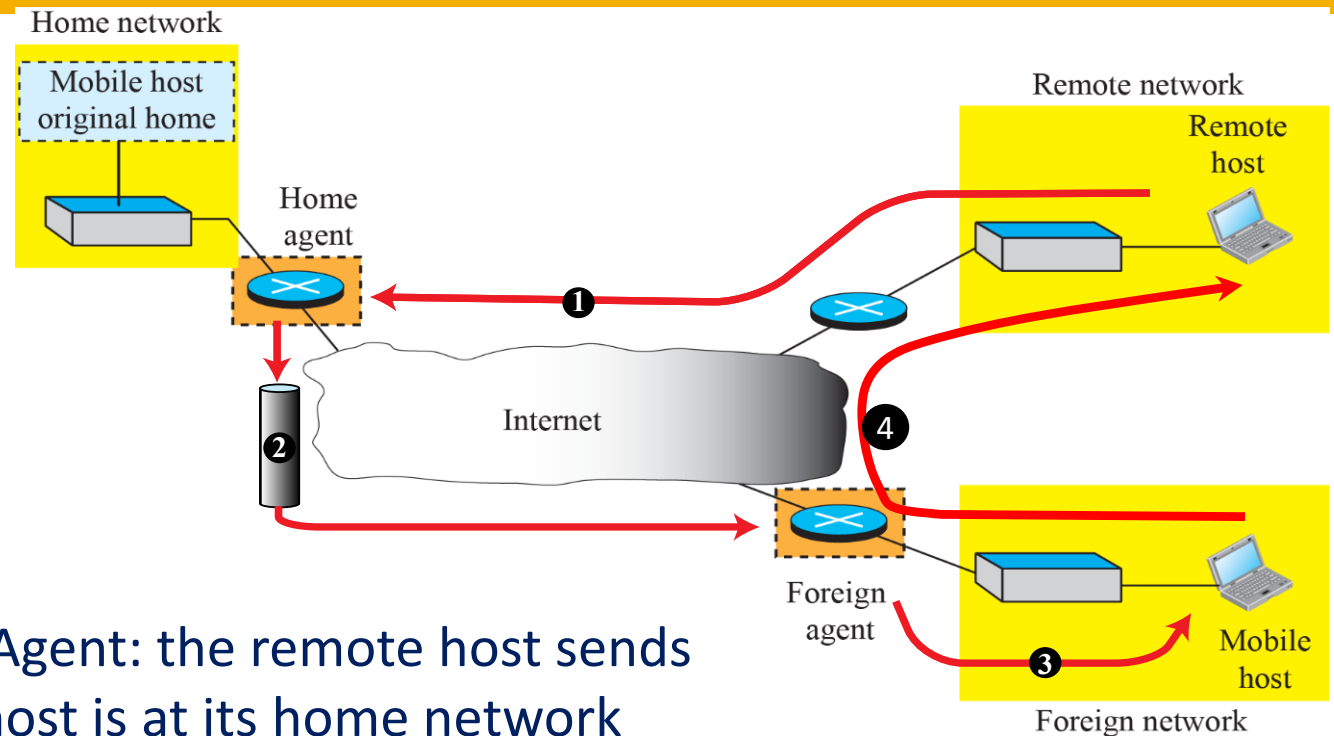 Home network
Mobile host
original home
Home
agent
Remote network
Remote
host
1
2
Internet
4
Foreign
agent
3
Mobile
host
Foreign network
Agent: the remote host sends
host is at its home network